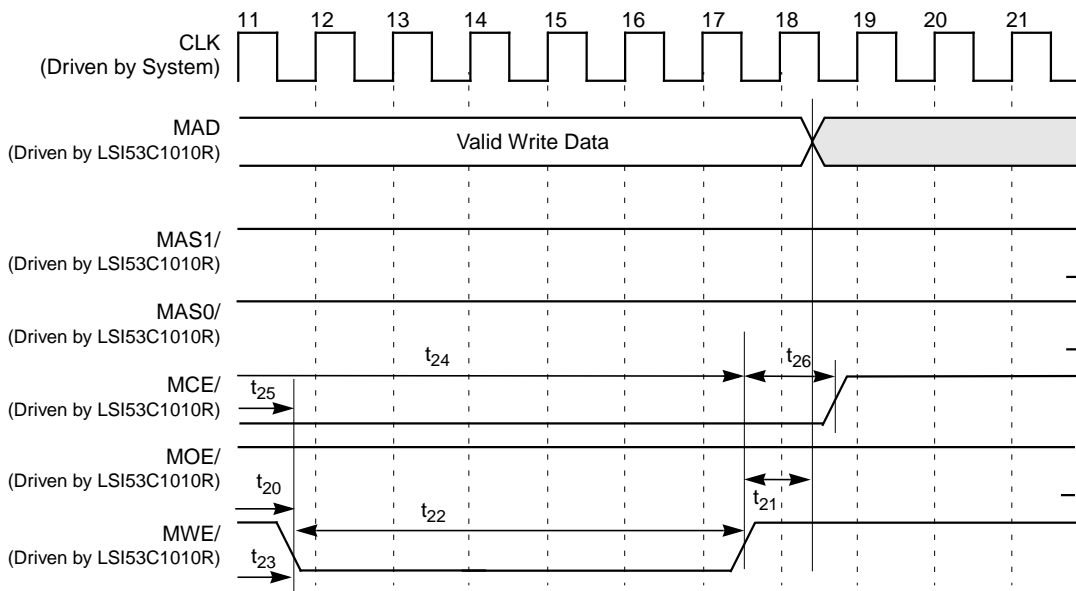 11 12 13 14 15 16 17 18 19 20 21
CLK
(Driven by System)
MAD
(Driven by LSI53C1010R)
Valid Write Data
MAS1/
(Driven by LSI53C1010R)
MAS0/
(Driven by LSI53C1010R)
t24
t26
MCE/
(Driven by LSI53C1010R)
t25
MOE/
(Driven by LSI53C1010R)
t20
t21
t22
MWE/
(Driven by LSI53C1010R)
t23